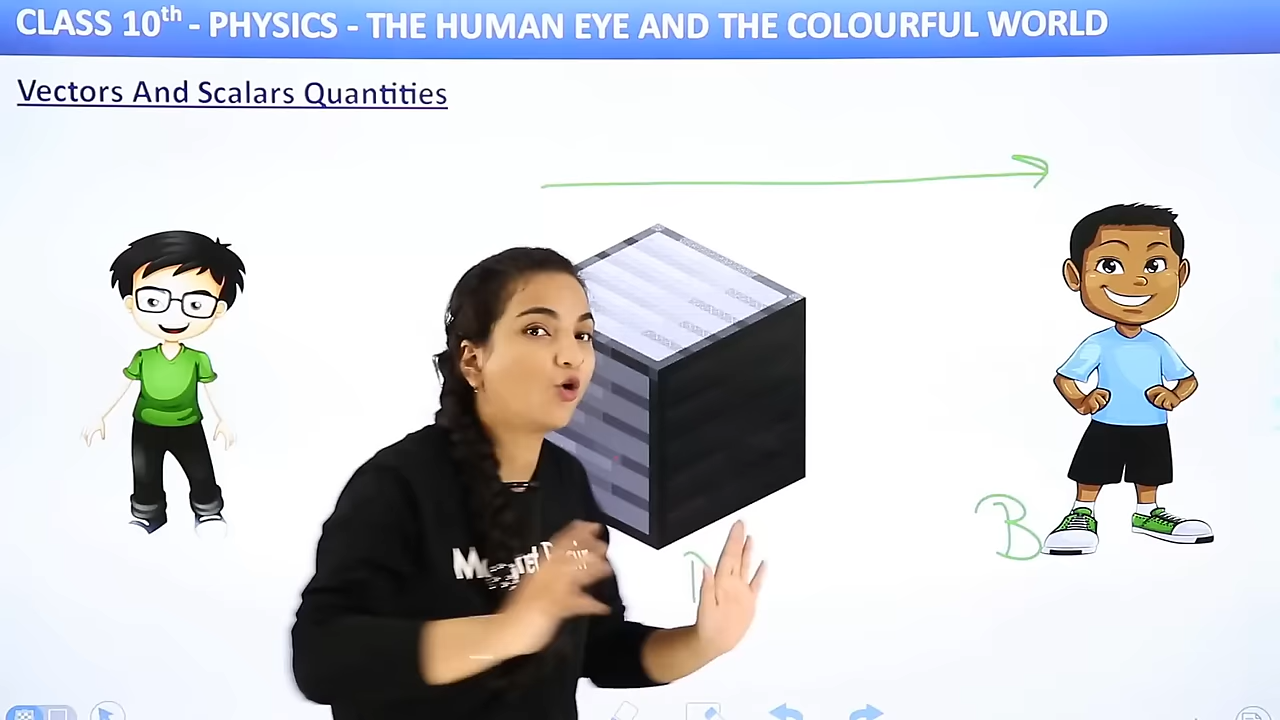 CLASS 10th - PHYSICS - THE HUMAN EYE AND THE COLOURFUL WORLD
Vectors And Scalars Quantities
B